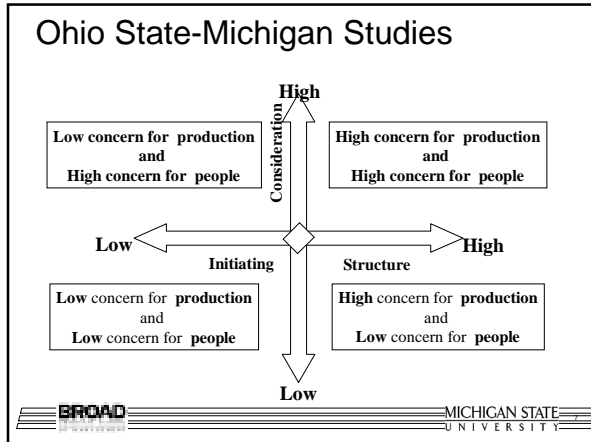 Ohio State-Michigan Studies
High
Consideration
Low concern for production
and
High concern for people
High concern for production
and
High concern for people
Low
High
Initiating
Structure
Low concern for production
and
Low concern for people
High concern for production
and
Low concern for people
Low
BROAD
MICHIGAN STATE
UNIVERSITY
7